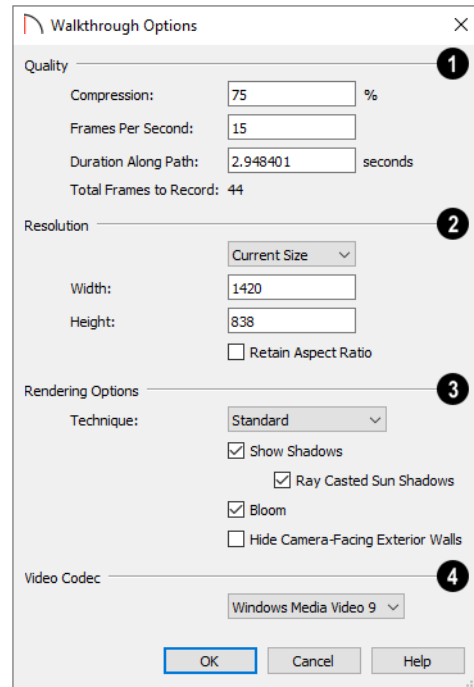 Walkthrough Options
Quality 1
Compression: 75 %
Frames Per Second: 15
Duration Along Path: 2.948401 seconds
Total Frames to Record: 44
Resolution 2
Current Size
Width: 1420
Height: 838
Retain Aspect Ratio
Rendering Options 3
Technique: Standard
Show Shadows
Ray Casted Sun Shadows
Bloom
Hide Camera-Facing Exterior Walls
Video Codec 4
Windows Media Video 9
OK Cancel Help